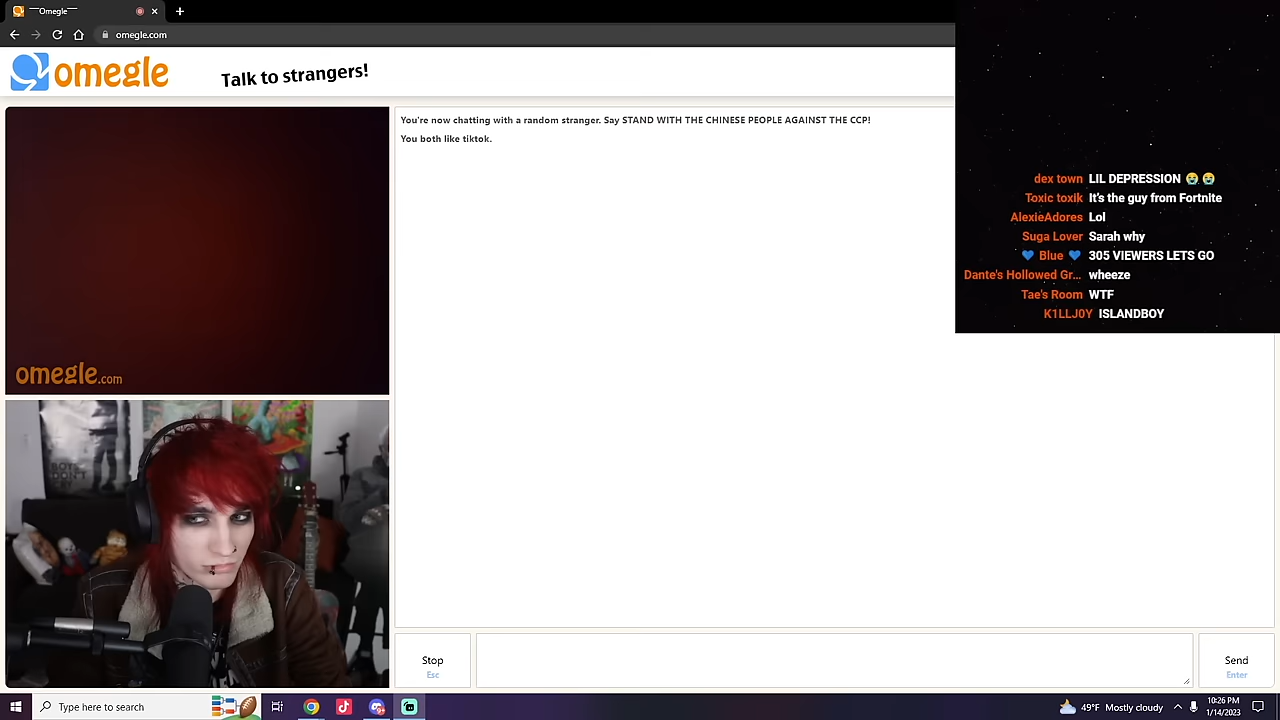 Omegle
omegle.com
omegle
Talk to strangers!
You're now chatting with a random stranger. Say STAND WITH THE CHINESE PEOPLE AGAINST THE CCP!
You both like tiktok.
omegle.com
dex town LIL DEPRESSION 😭😭
Toxic toxik It's the guy from Fortnite
AlexieAdores Lol
Suga Lover Sarah why
💙 Blue 💙 305 VIEWERS LETS GO
Dante's Hollowed Gr... wheeze
Tae's Room WTF
K1LLJ0Y ISLANDBOY
Stop
Esc
Send
Enter
Type here to search
49°F Mostly cloudy
10:26 PM
1/14/2023